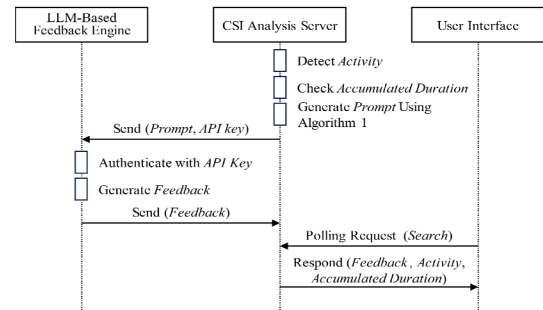 LLM-Based
Feedback Engine
CSI Analysis Server
User Interface
Detect Activity
Check Accumulated Duration
Generate Prompt Using
Algorithm 1
Send (Prompt, API key)
Authenticate with API Key
Generate Feedback
Send (Feedback)
Polling Request (Search)
Respond (Feedback , Activity,
Accumulated Duration)